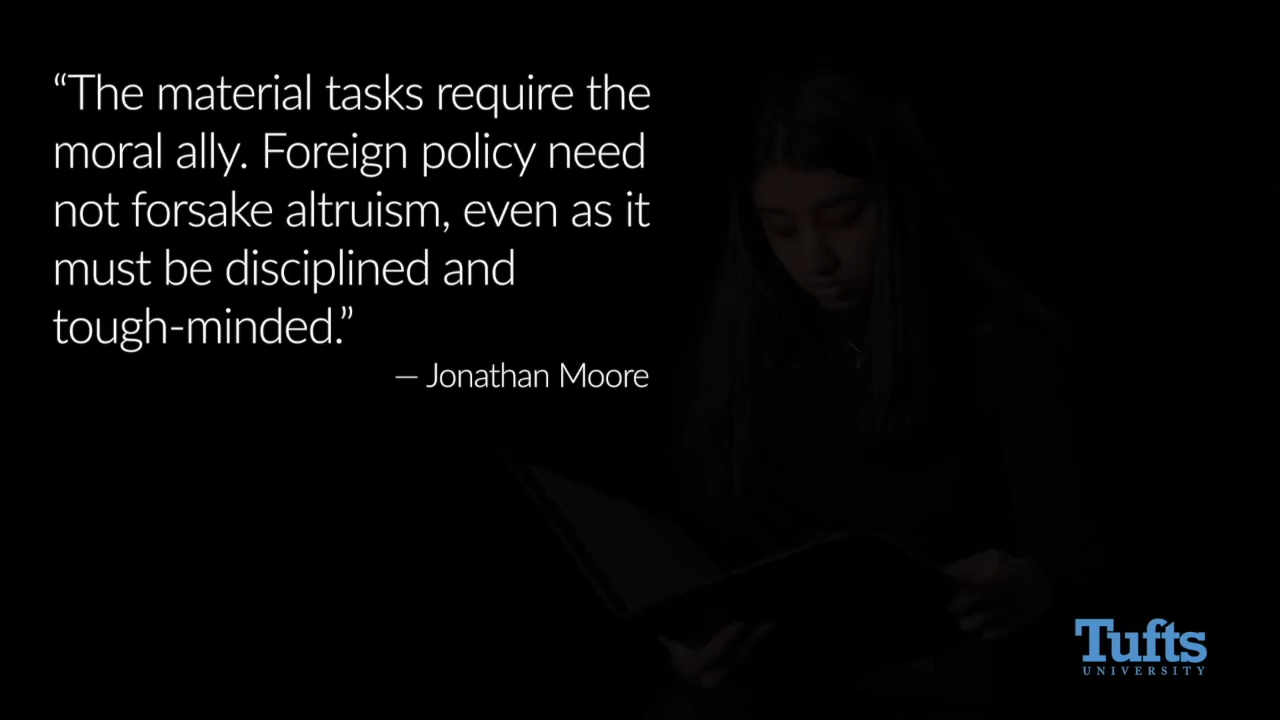 “The material tasks require the
moral ally. Foreign policy need
not forsake altruism, even as it
must be disciplined and
tough-minded.”
— Jonathan Moore
Tufts
UNIVERSITY